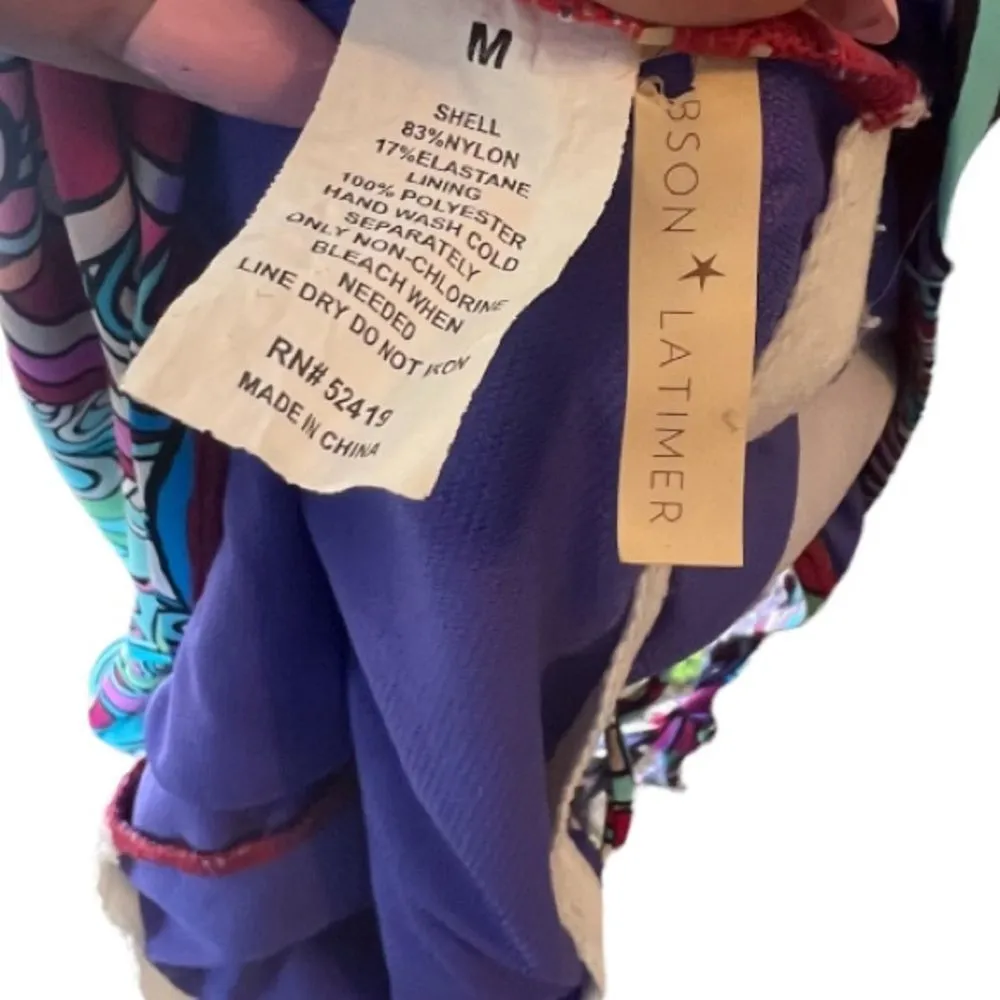 M
SHELL
83%NYLON
17%ELASTANE
LINING
100% POLYESTER
HAND WASH COLD
SEPARATELY
ONLY NON-CHLORINE
BLEACH WHEN
NEEDED
LINE DRY DO NOT IRON
RN# 52419
MADE IN CHINA
BSON ★ LATIMER